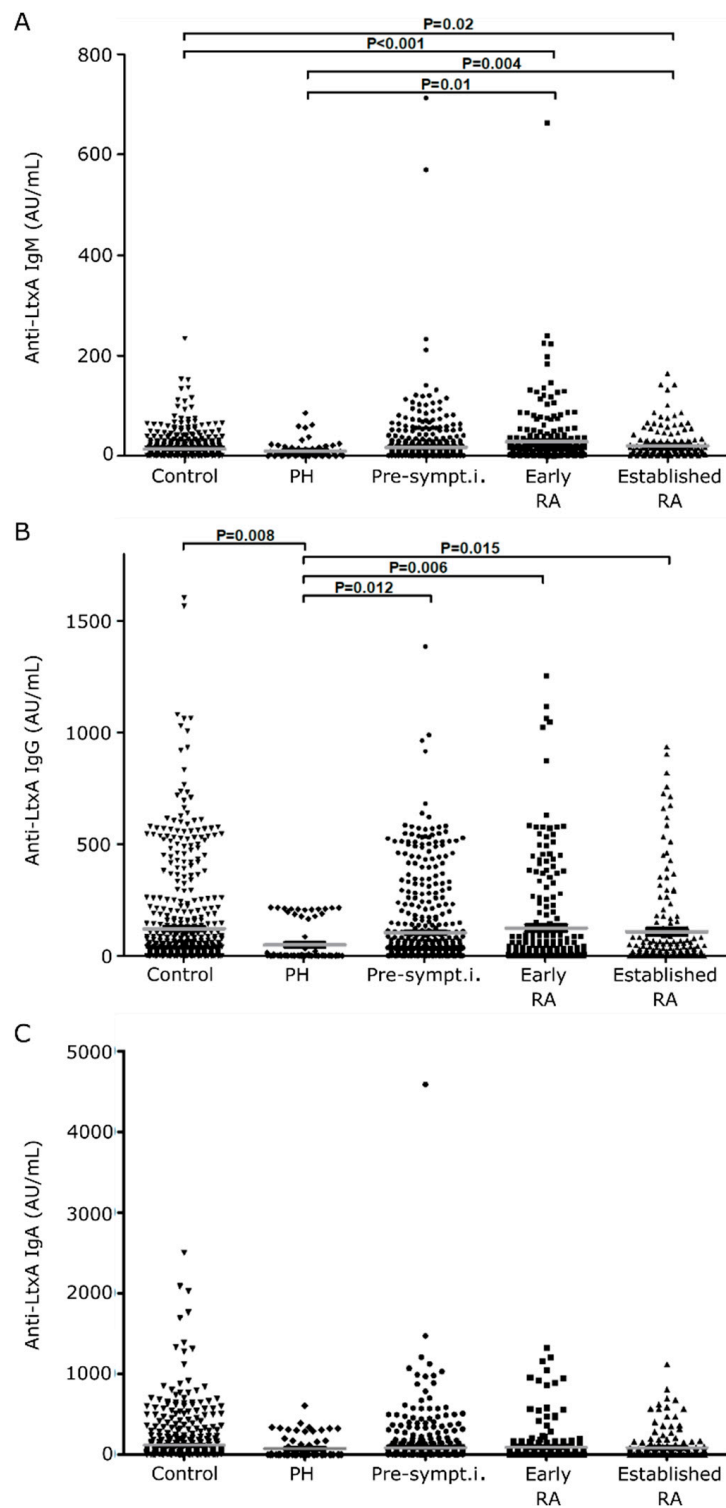 A
P=0.02
P<0.001
P=0.004
P=0.01
800
600
400
200
0
Anti-LtxA IgM (AU/mL)
Control PH Pre-sympt.i. Early RA Established RA
B
P=0.008
P=0.015
P=0.006
P=0.012
1500
1000
500
0
Anti-LtxA IgG (AU/mL)
Control PH Pre-sympt.i. Early RA Established RA
C
5000
4000
3000
2000
1000
0
Anti-LtxA IgA (AU/mL)
Control PH Pre-sympt.i. Early RA Established RA